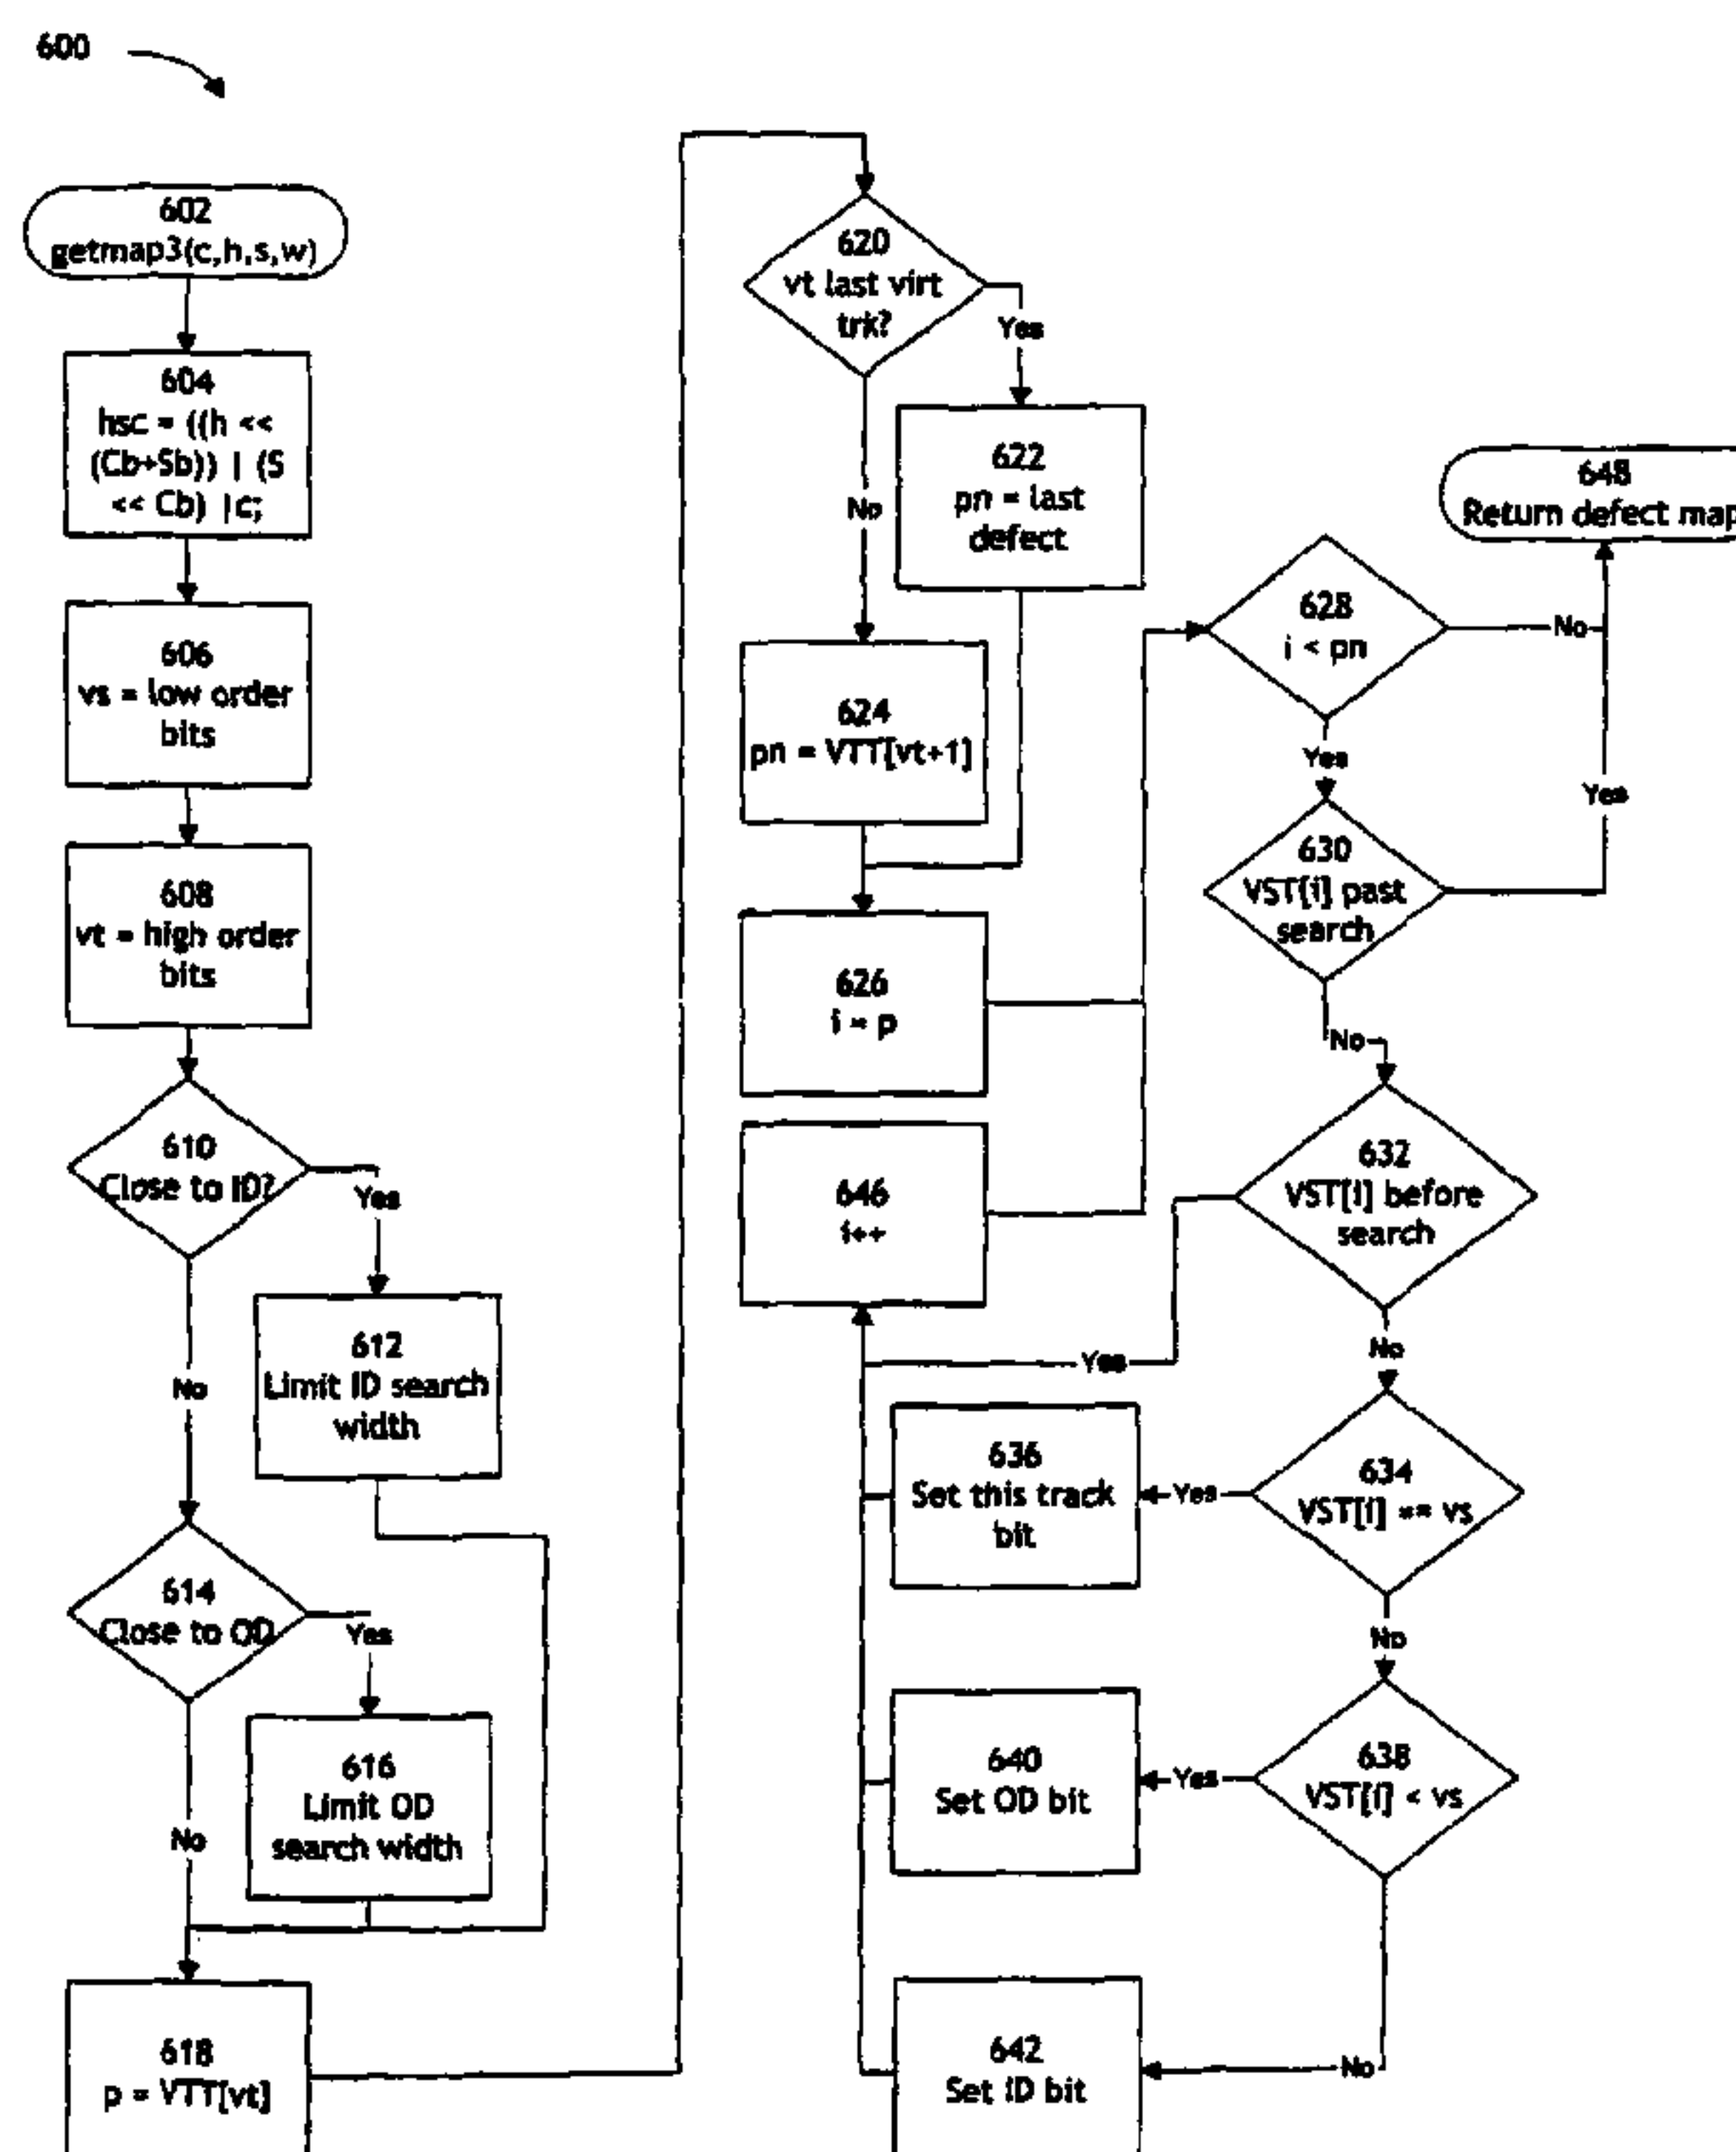 600
602
getmap3(c,h,s,w)
604
hsc = ((h <<
(Cb+Sb)) | (S
<< Cb) |c;
606
vs = low order
bits
608
vt = high order
bits
610
Close to ID?
Yes
No
612
Limit ID search
width
614
Close to OD
Yes
No
616
Limit OD
search width
618
p = VTT[vt]
620
vt last virt
trk?
Yes
No
622
pn = last
defect
624
pn = VTT[vt+1]
626
i = p
646
i++
628
i < pn
No
Yes
648
Return defect map
630
VST[i] past
search
Yes
No
632
VST[i] before
search
Yes
No
634
VST[i] == vs
Yes
No
636
Set this track
bit
638
VST[i] < vs
Yes
No
640
Set OD bit
642
Set ID bit